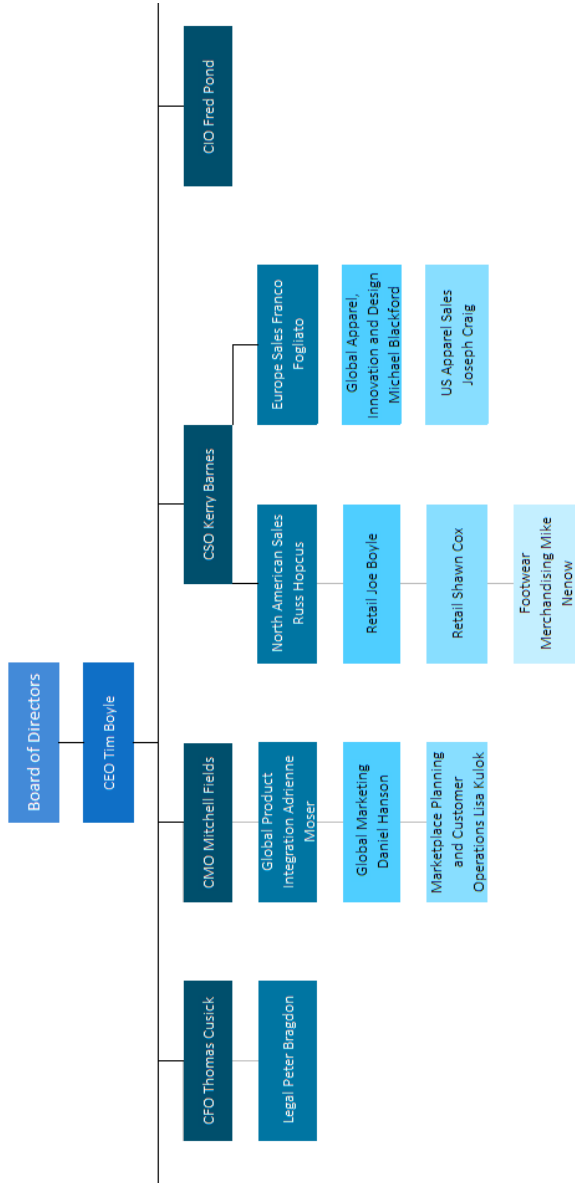 Board of Directors
CEO Tim Boyle
CFO Thomas Cusick
Legal Peter Bragdon
CMO Mitchell Fields
Global Product
Integration Adrienne
Moser
Global Marketing
Daniel Hanson
Marketplace Planning
and Customer
Operations Lisa Kulok
CSO Kerry Barnes
North American Sales
Russ Hopcus
Retail Joe Boyle
Retail Shawn Cox
Footwear
Merchandising Mike
Nenow
Europe Sales Franco
Fogliato
Global Apparel,
Innovation and Design
Michael Blackford
US Apparel Sales
Joseph Craig
CIO Fred Pond